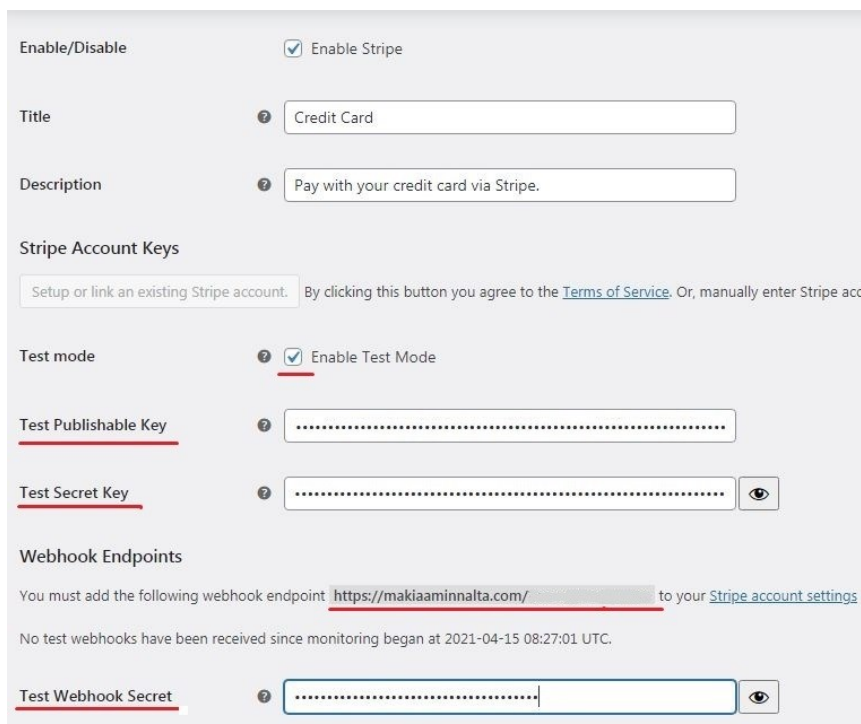 Enable/Disable Enable Stripe
Title Credit Card
Description Pay with your credit card via Stripe.
Stripe Account Keys
Setup or link an existing Stripe account. By clicking this button you agree to the Terms of Service. Or, manually enter Stripe acc
Test mode Enable Test Mode
Test Publishable Key
Test Secret Key
Webhook Endpoints
You must add the following webhook endpoint https://makiaaminnalta.com/ to your Stripe account settings
No test webhooks have been received since monitoring began at 2021-04-15 08:27:01 UTC.
Test Webhook Secret